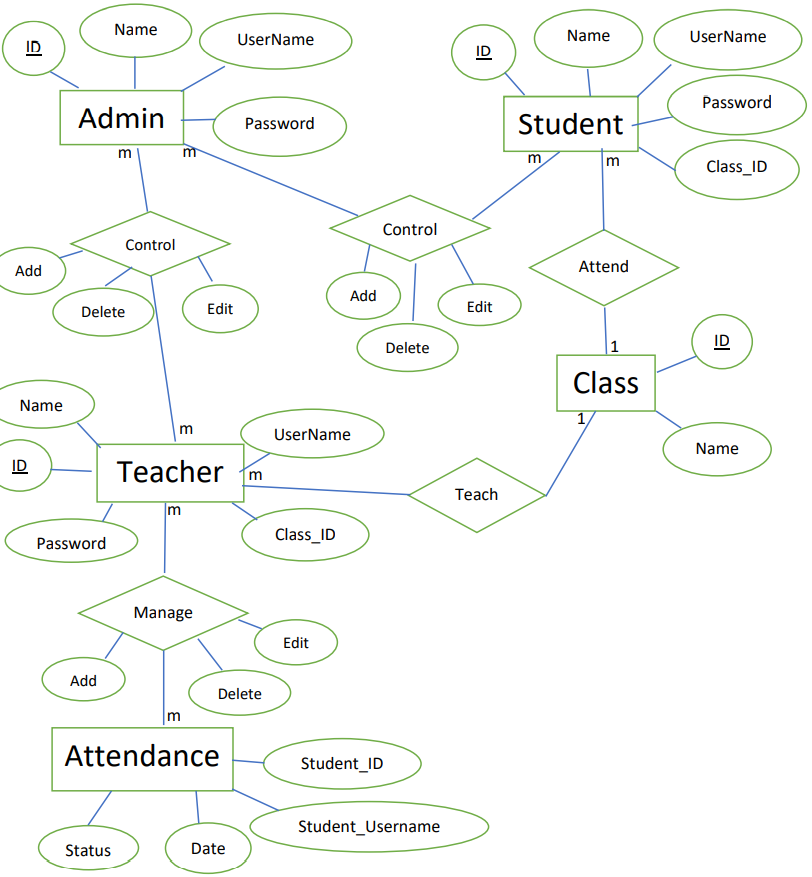 ID
Name
UserName
Admin
Password
m
m
ID
Name
UserName
Student
Password
Class_ID
m
m
Control
Add
Delete
Edit
Control
Add
Delete
Edit
Attend
1
Class
ID
Name
1
m
Name
ID
Teacher
UserName
m
Password
m
Class_ID
Teach
Manage
Add
Delete
Edit
m
Attendance
Student_ID
Student_Username
Status
Date